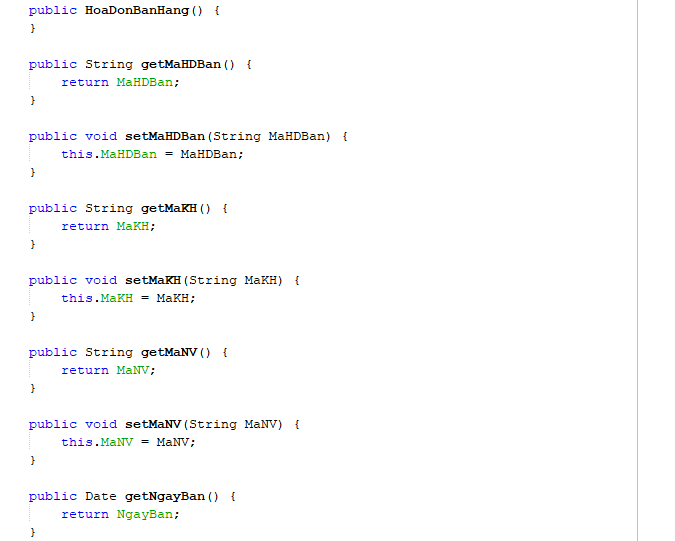 public HoaDonBanHang() {
}
public String getMaHDBan() {
return MaHDBan;
}
public void setMaHDBan(String MaHDBan) {
this.MaHDBan = MaHDBan;
}
public String getMaKH() {
return MaKH;
}
public void setMaKH(String MaKH) {
this.MaKH = MaKH;
}
public String getMaNV() {
return MaNV;
}
public void setMaNV(String MaNV) {
this.MaNV = MaNV;
}
public Date getNgayBan() {
return NgayBan;
}